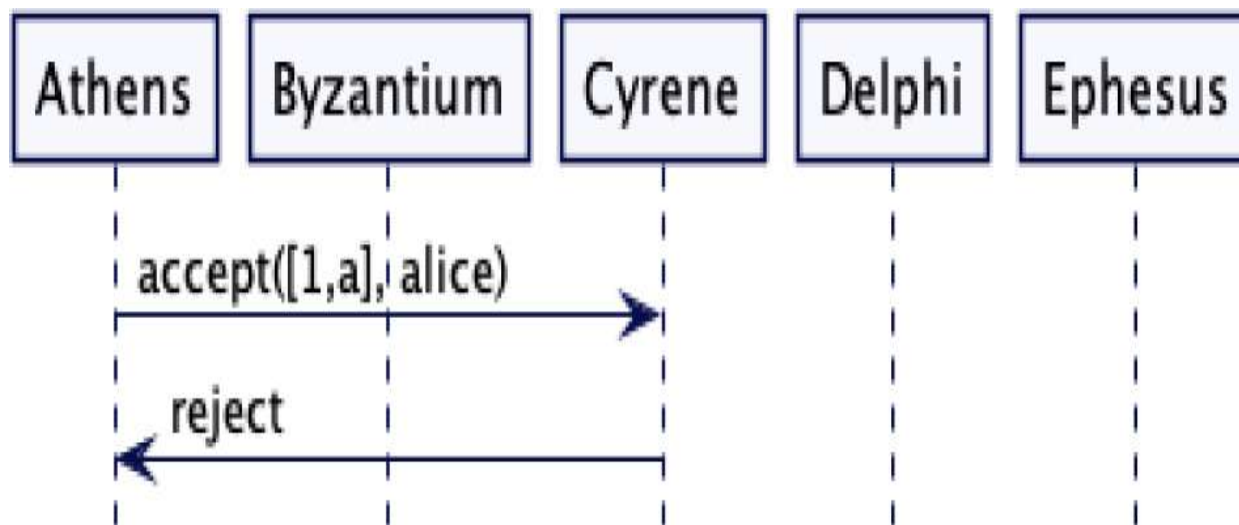 Athens Byzantium Cyrene Delphi Ephesus
accept([1,a], alice)
reject